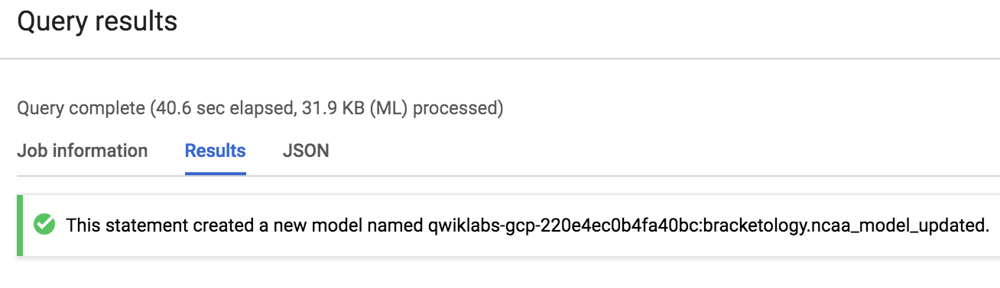 Query results
Query complete (40.6 sec elapsed, 31.9 KB (ML) processed)
Job information Results JSON
This statement created a new model named qwiklabs-gcp-220e4ec0b4fa40bc:bracketology.ncaa_model_updated.